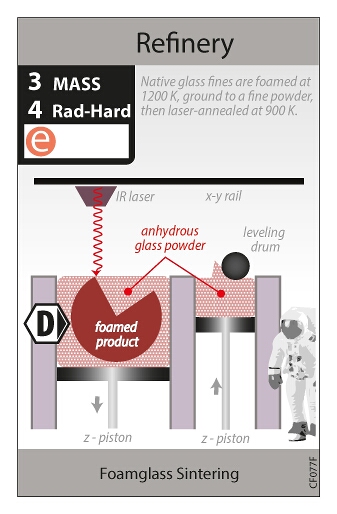 Refinery
3 MASS
4 Rad-Hard
e
Native glass fines are foamed at
1200 K, ground to a fine powder,
then laser-annealed at 900 K.
IR laser
x-y rail
anhydrous
glass powder
leveling
drum
D
foamed
product
z - piston
z - piston
Foamglass Sintering
CF077F